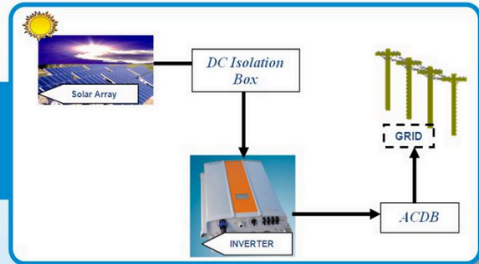 Solar Array
DC Isolation
Box
GRID
INVERTER
ACDB